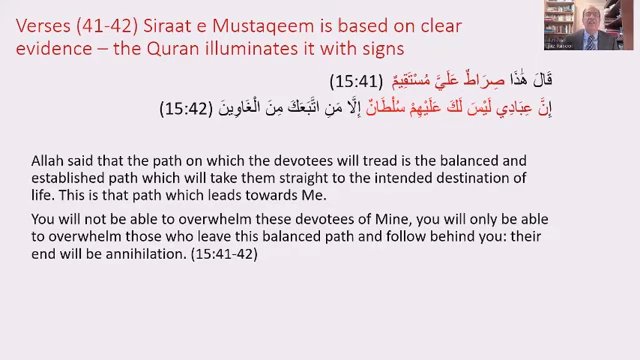 Verses (41-42) Siraat e Mustaqeem is based on clear
evidence – the Quran illuminates it with signs
قَالَ هَٰذَا صِرَاطٌ عَلَيَّ مُسْتَقِيمٌ (15:41)
إِنَّ عِبَادِي لَيْسَ لَكَ عَلَيْهِمْ سُلْطَانٌ إِلَّا مَنِ اتَّبَعَكَ مِنَ الْغَاوِينَ (15:42)
Allah said that the path on which the devotees will tread is the balanced and
established path which will take them straight to the intended destination of
life. This is that path which leads towards Me.
You will not be able to overwhelm these devotees of Mine, you will only be able
to overwhelm those who leave this balanced path and follow behind you: their
end will be annihilation. (15:41-42)